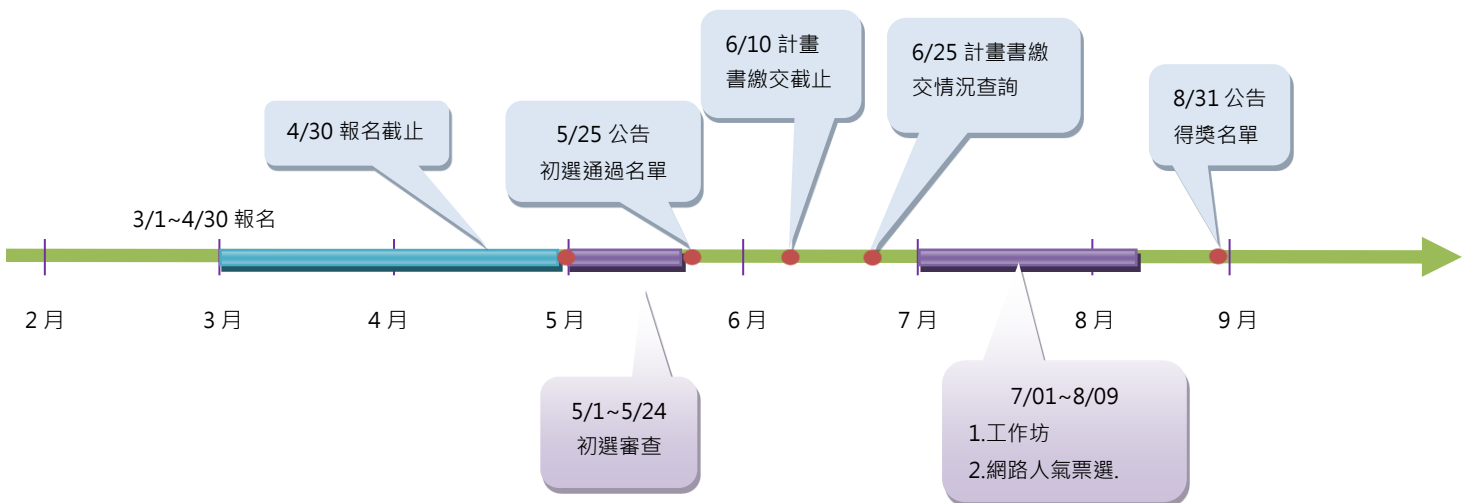 6/10 計畫
書繳交截止
6/25 計畫書繳
交情況查詢
8/31 公告
得獎名單
4/30 報名截止
5/25 公告
初選通過名單
3/1~4/30 報名
2 月
3 月
4 月
5 月
6 月
7 月
8 月
9 月
5/1~5/24
初選審查
7/01~8/09
1.工作坊
2.網路人氣票選.